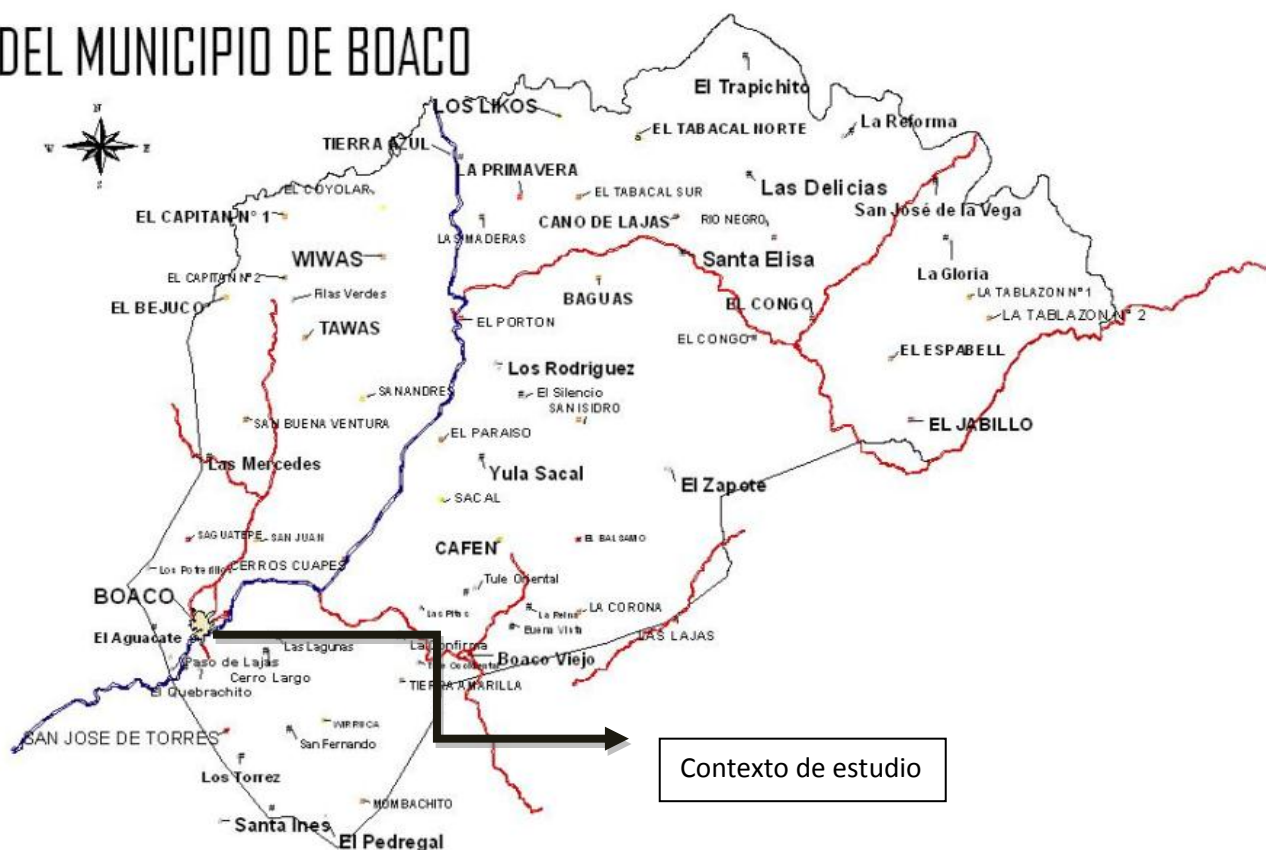 DEL MUNICIPIO DE BOACO
N
W
E
S
El Trapichito
LOS LIKOS
EL TABACAL NORTE
La Reforma
TIERRA AZUL
LA PRIMAVERA
EL COYOLAR
EL TABACAL SUR
Las Delicias
San José de la Vega
EL CAPITAN N° 1
LAS MADERAS
CANO DE LAJAS
RIO NEGRO
WIWAS
Santa Elisa
La Gloria
EL CAPITAN N° 2
Filas Verdes
BAGUAS
LA TABLAZON N° 1
EL BEJUCO
EL CONGO
LA TABLAZON N° 2
TAWAS
EL PORTON
EL CONGO
EL ESPABELL
Los Rodriguez
SAN ANDRES
El Silencio
SAN ISIDRO
SAN BUENA VENTURA
EL PARAISO
EL JABILLO
Las Mercedes
Yula Sacal
El Zapote
SACAL
SAGUATEPE
SAN JUAN
CAFEN
EL BALSAMO
Los Potrerillos
CERROS CUAPES
Tule Oriental
BOACO
Las Pitas
La Reina
LA CORONA
El Aguacate
Buena Vista
LAS LAJAS
Las Lagunas
La Confirma
Paso de Lajas
Cerro Largo
Boaco Viejo
El Quebrachito
TIERRA AMARILLA
SAN JOSE DE TORRES
San Fernando
Los Torrez
Contexto de estudio
MOMBACHITO
Santa Ines
El Pedregal